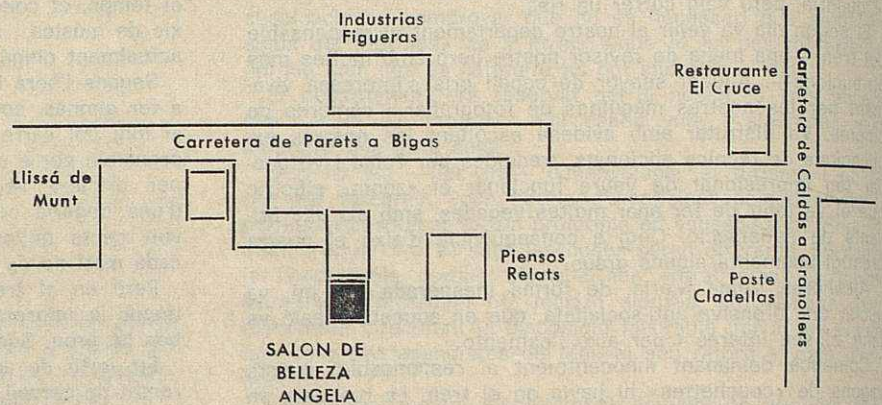 Industrias
Figueras
Restaurante
El Cruce
Carretera de Caldas a Granollers
Carretera de Parets a Bigas
Llissá de
Munt
Piensos
Relats
Poste
Cladellas
SALON DE
BELLEZA
ANGELA